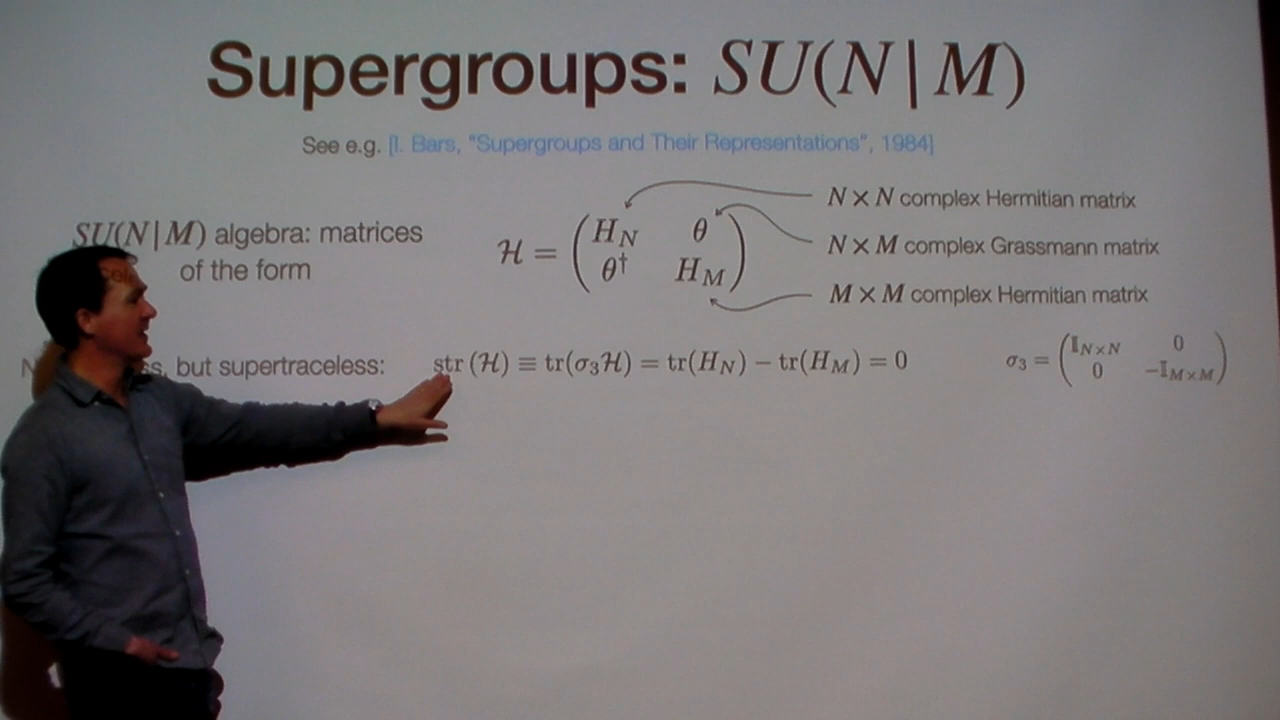 Supergroups: SU(N|M)
See e.g. [I. Bars, "Supergroups and Their Representations", 1984]
SU(N|M) algebra: matrices
of the form
ℋ = (H_N θ
θ† H_M)
N × N complex Hermitian matrix
N × M complex Grassmann matrix
M × M complex Hermitian matrix
, but supertraceless:
str (ℋ) ≡ tr(σ₃ℋ) = tr(H_N) − tr(H_M) = 0
σ₃ = (𝕀_{N×N} 0
0 −𝕀_{M×M})